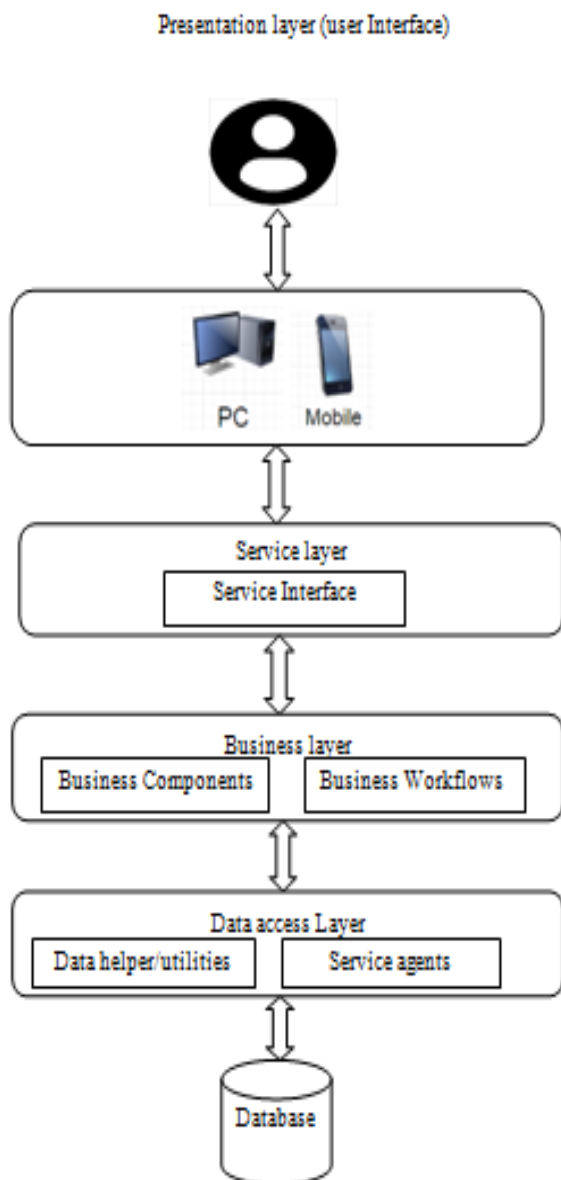 Presentation layer (user Interface)
PC
Mobile
Service layer
Service Interface
Business layer
Business Components
Business Workflows
Data access Layer
Data helper/utilities
Service agents
Database